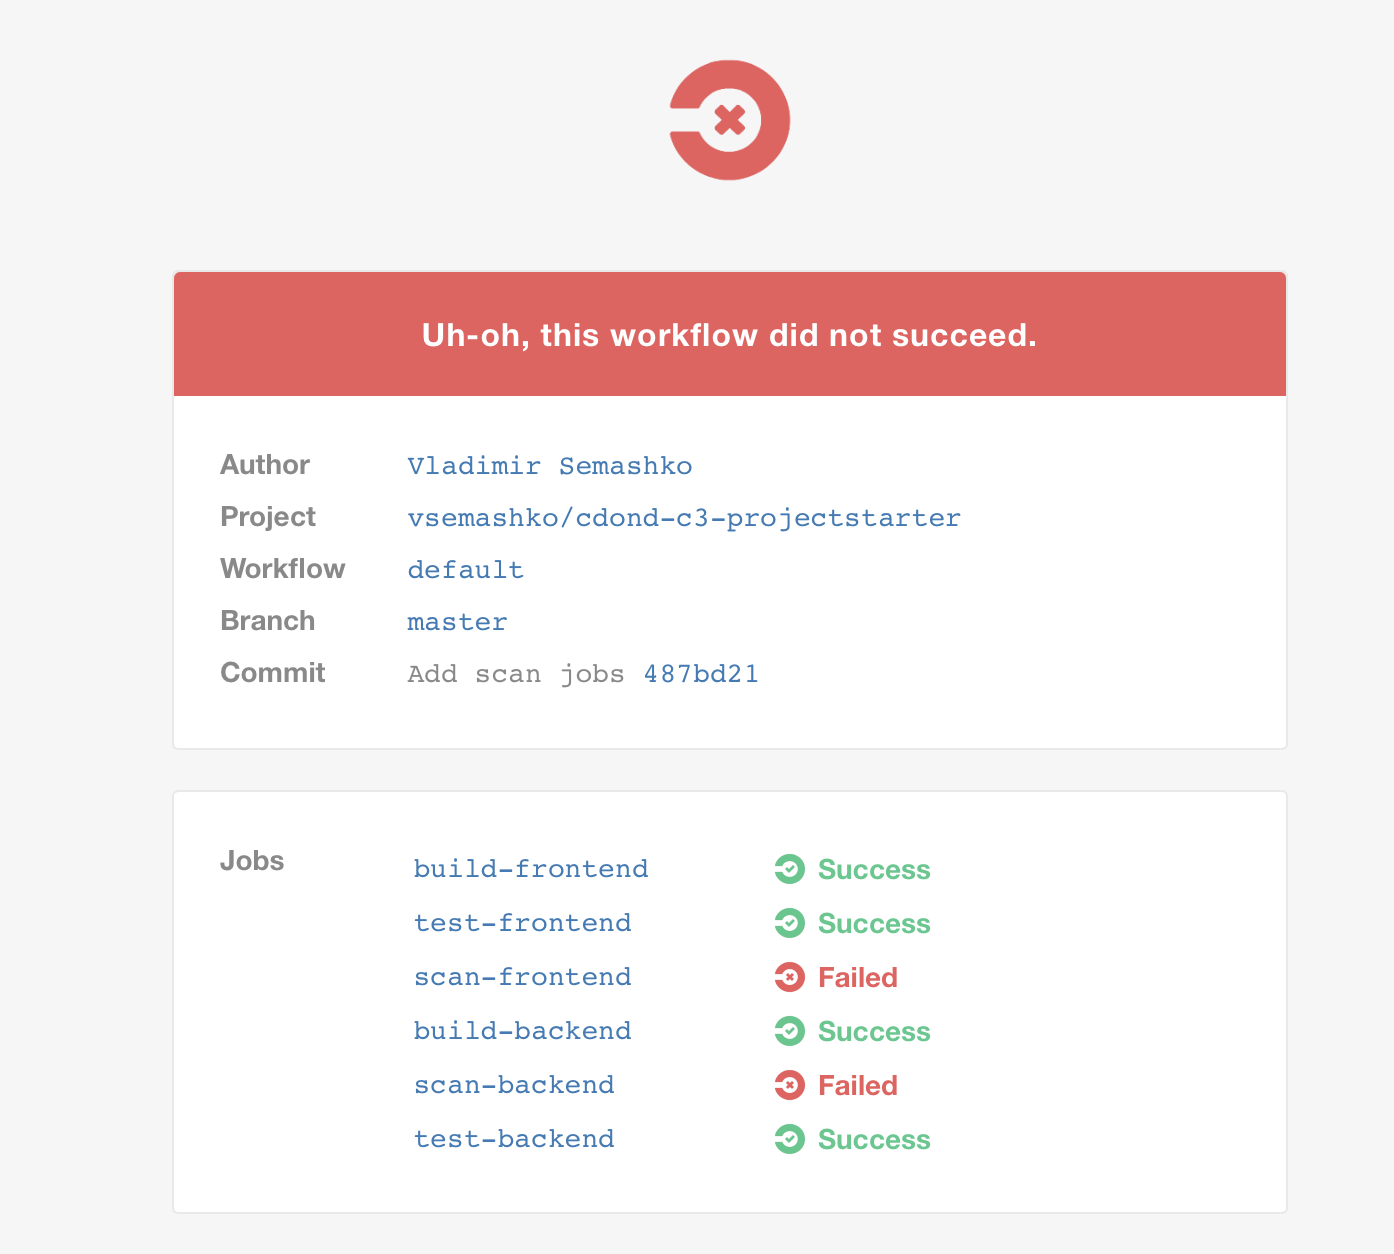 Uh-oh, this workflow did not succeed.
Author Vladimir Semashko
Project vsemashko/cdond-c3-projectstarter
Workflow default
Branch master
Commit Add scan jobs 487bd21
Jobs build-frontend Success
test-frontend Success
scan-frontend Failed
build-backend Success
scan-backend Failed
test-backend Success